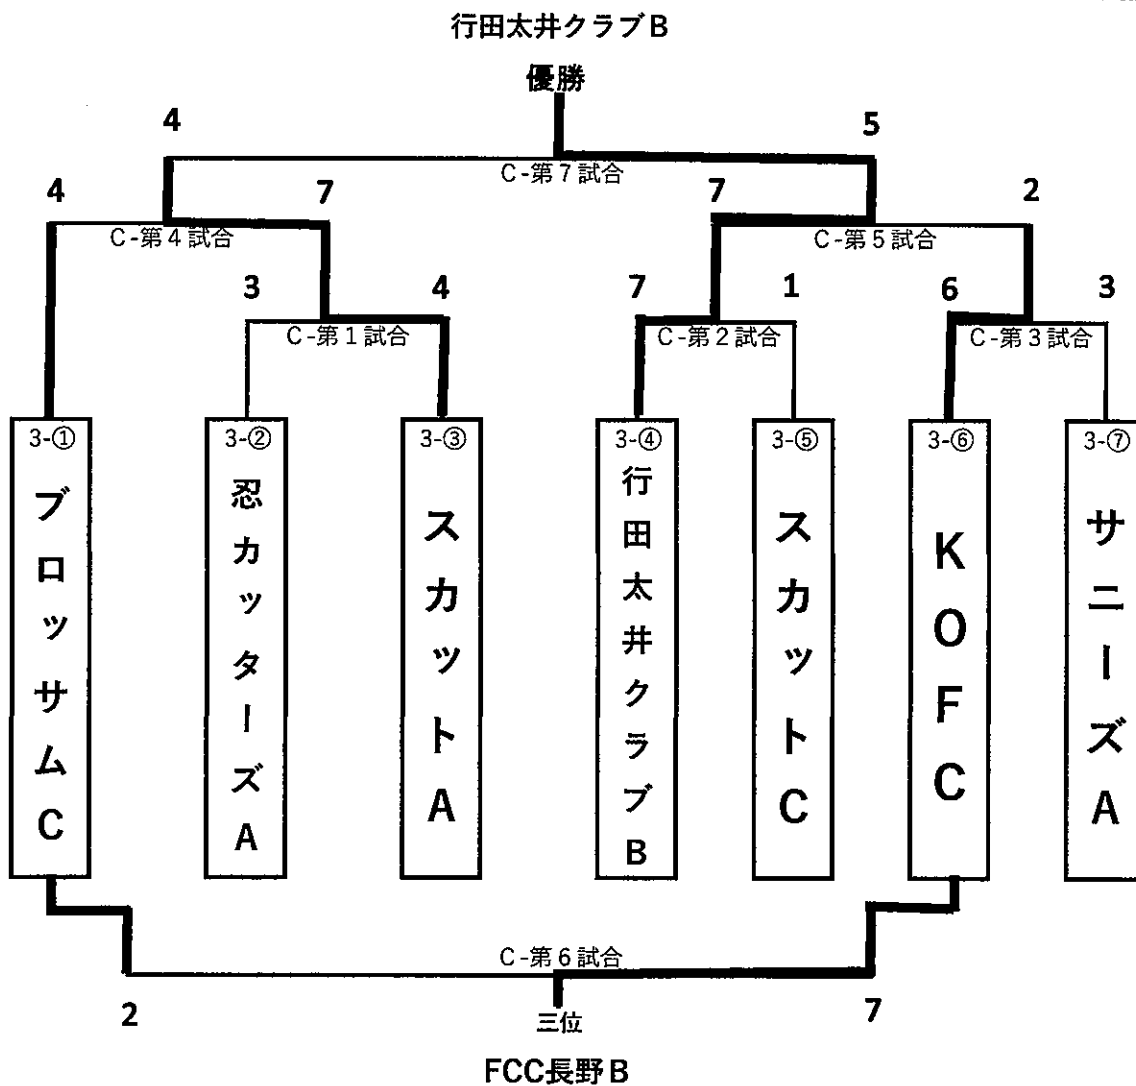 行田太井クラブB
優勝
4
5
C-第7試合
4
7
7
2
C-第4試合
C-第5試合
3
4
7
1
6
3
C-第1試合
C-第2試合
C-第3試合
3-①
3-②
3-③
3-④
3-⑤
3-⑥
3-⑦
ブロッサムC
忍カッターズA
スカットA
行田太井クラブB
スカットC
KOFC
サニーズA
C-第6試合
2
7
三位
FCC長野B